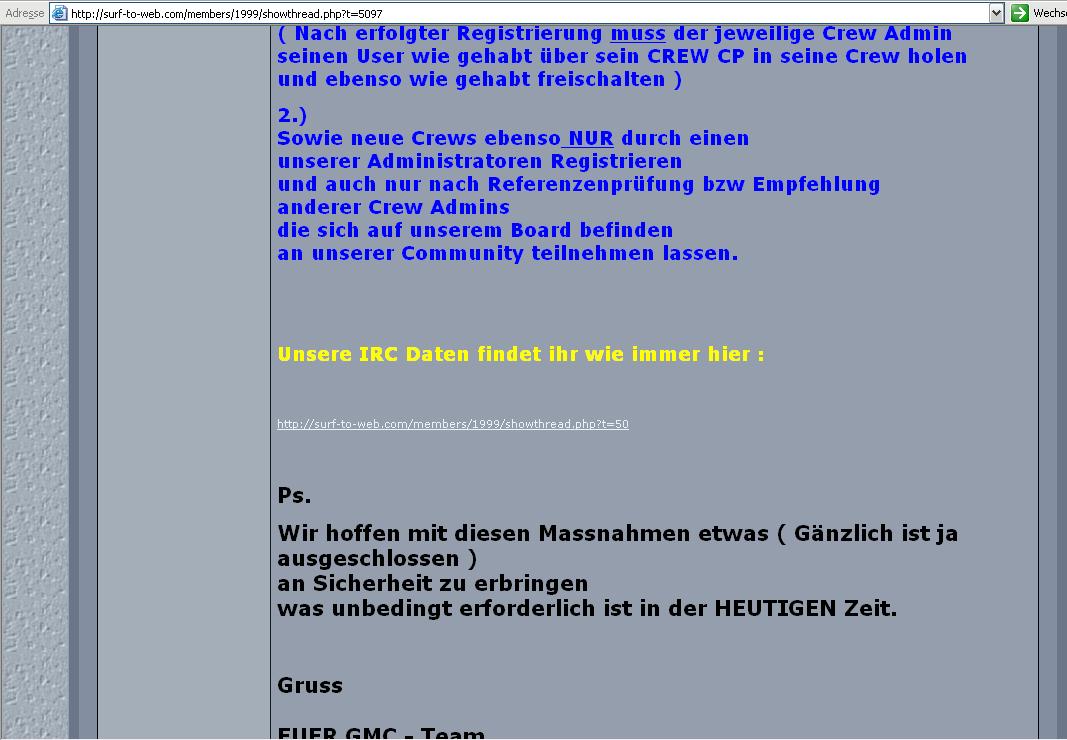 Adresse http://surf-to-web.com/members/1999/showthread.php?t=5097 Wechse
( Nach erfolgter Registrierung muss der jeweilige Crew Admin
seinen User wie gehabt über sein CREW CP in seine Crew holen
und ebenso wie gehabt freischalten )
2.)
Sowie neue Crews ebenso NUR durch einen
unserer Administratoren Registrieren
und auch nur nach Referenzenprüfung bzw Empfehlung
anderer Crew Admins
die sich auf unserem Board befinden
an unserer Community teilnehmen lassen.
Unsere IRC Daten findet ihr wie immer hier :
http://surf-to-web.com/members/1999/showthread.php?t=50
Ps.
Wir hoffen mit diesen Massnahmen etwas ( Gänzlich ist ja
ausgeschlossen )
an Sicherheit zu erbringen
was unbedingt erforderlich ist in der HEUTIGEN Zeit.
Gruss
EUER GMC - Team